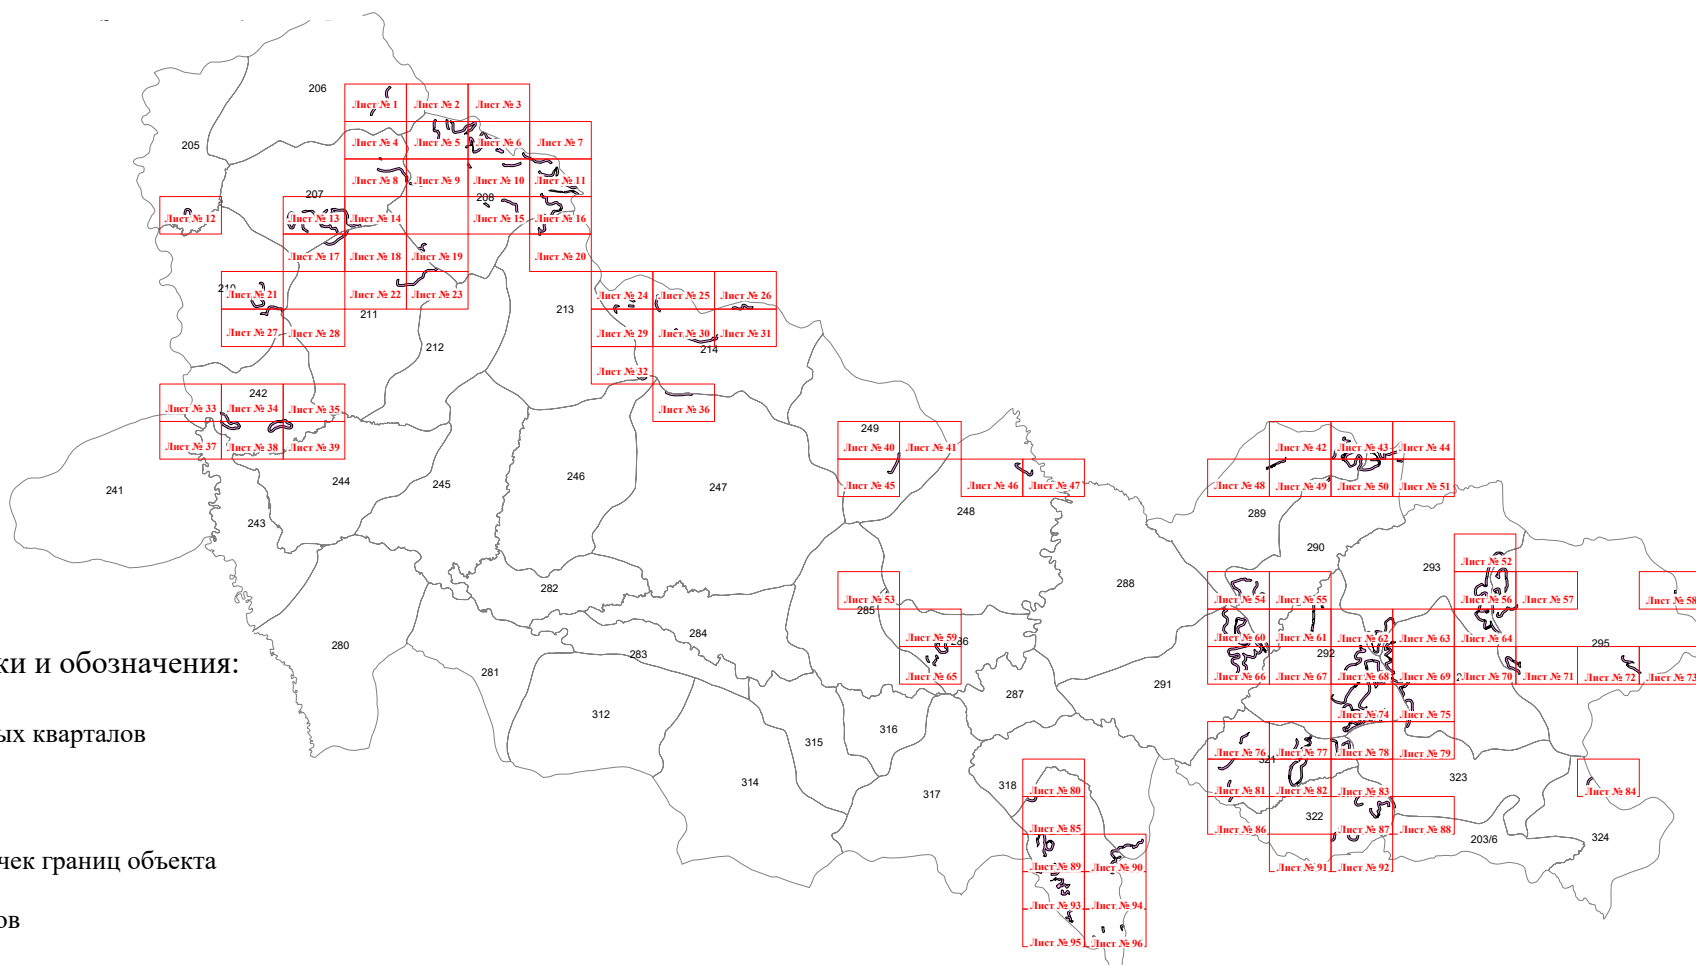 206
Лист № 1 Лист № 2 Лист № 3
205
Лист № 4 Лист № 5 Лист № 6 Лист № 7
Лист № 8 Лист № 9 Лист № 10 Лист № 11
207
208
Лист № 12 Лист № 13 Лист № 14 Лист № 15 Лист № 16
Лист № 17 Лист № 18 Лист № 19 Лист № 20
210
Лист № 21 Лист № 22 Лист № 23 Лист № 24 Лист № 25 Лист № 26
211
213
Лист № 27 Лист № 28 Лист № 29 Лист № 30 Лист № 31
212
214
Лист № 32
242
Лист № 33 Лист № 34 Лист № 35 Лист № 36
249
Лист № 37 Лист № 38 Лист № 39 Лист № 40 Лист № 41 Лист № 42 Лист № 43 Лист № 44
241
244
245
246
247
Лист № 45 Лист № 46 Лист № 47 Лист № 48 Лист № 49 Лист № 50 Лист № 51
243
248
289
290
Лист № 52
293
282
288
Лист № 53 Лист № 54 Лист № 55 Лист № 56 Лист № 57 Лист № 58
285
284
280
283
286
Лист № 59 Лист № 60 Лист № 61 Лист № 62 Лист № 63 Лист № 64
295
292
ки и обозначения:
281
Лист № 65 Лист № 66 Лист № 67 Лист № 68 Лист № 69 Лист № 70 Лист № 71 Лист № 72 Лист № 73
291
287
312
Лист № 74 Лист № 75
316
315
ых кварталов
Лист № 76 Лист № 77 Лист № 78 Лист № 79
321
314
317
318
323
Лист № 80 Лист № 81 Лист № 82 Лист № 83 Лист № 84
322
Лист № 85 Лист № 86 Лист № 87 Лист № 88
203/6
324
чек границ объекта
Лист № 89 Лист № 90 Лист № 91 Лист № 92
Лист № 93 Лист № 94
ов
Лист № 95 Лист № 96